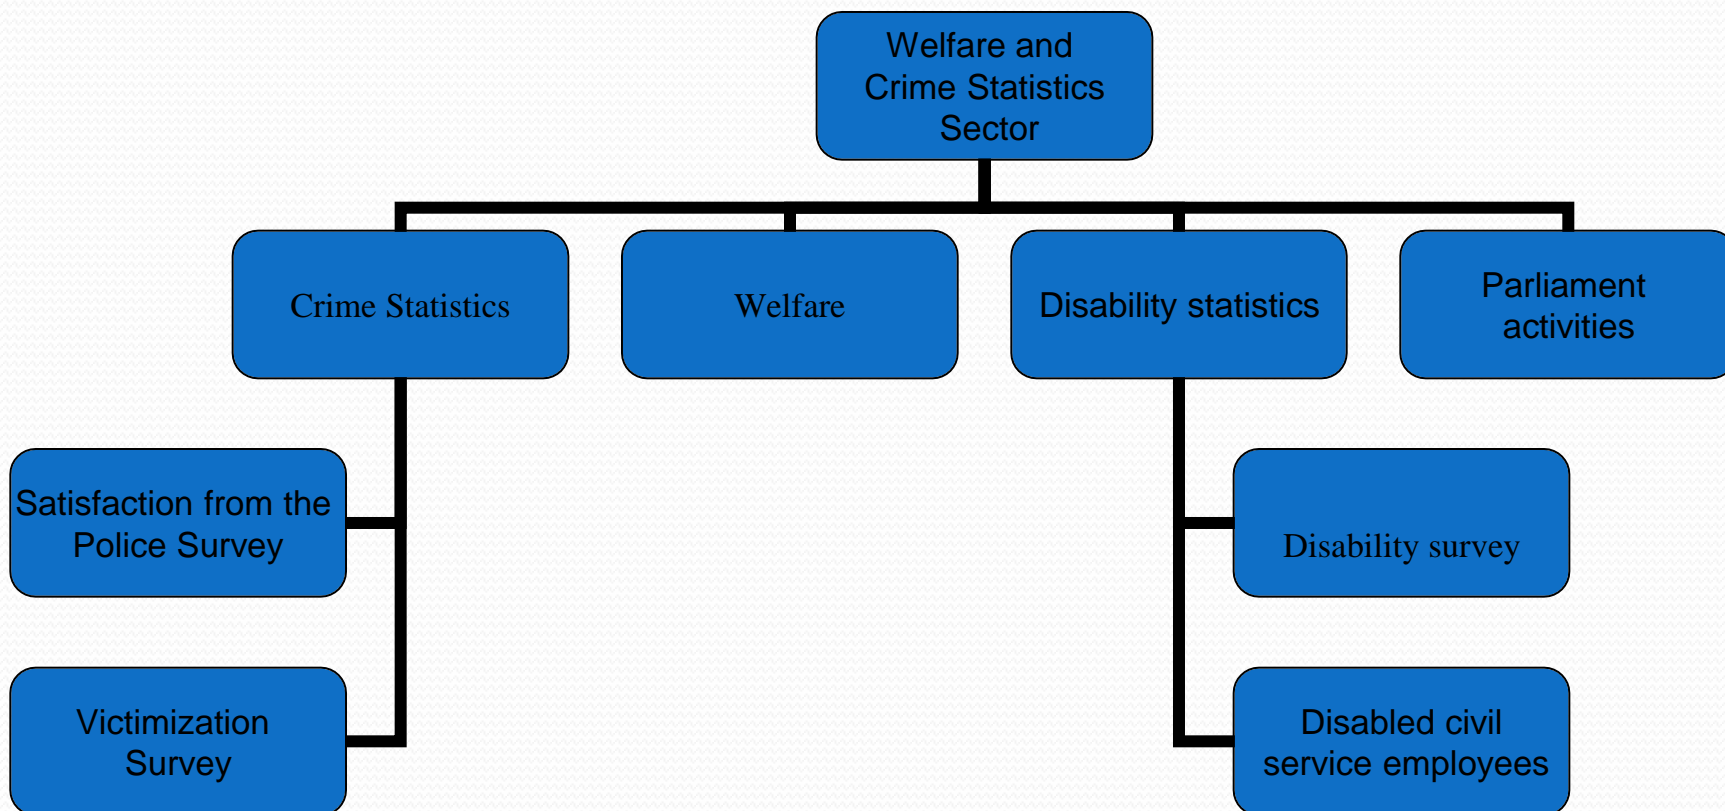 Welfare and
Crime Statistics
Sector
Crime Statistics
Welfare
Disability statistics
Parliament
activities
Satisfaction from the
Police Survey
Disability survey
Victimization
Survey
Disabled civil
service employees